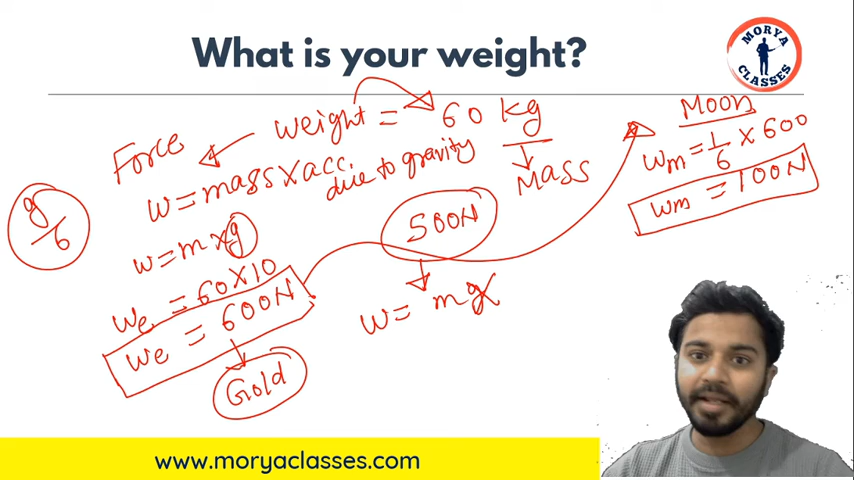 What is your weight?
MORYA
CLASSES
Weight = 60 kg
Force
Mass
W = mass x acc.
due to gravity
g/6
W = m x g
We = 60 x 10
We = 600N
Gold
500N
W = mg
Moon
Wm = 1/6 x 600
Wm = 100N
www.moryaclasses.com